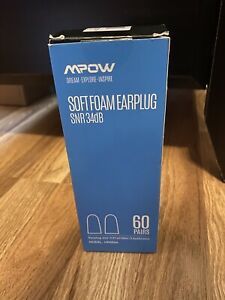 MPOW
DREAM·EXPLORE·INSPIRE
SOFT FOAM EARPLUG
SNR 34dB
60
PAIRS